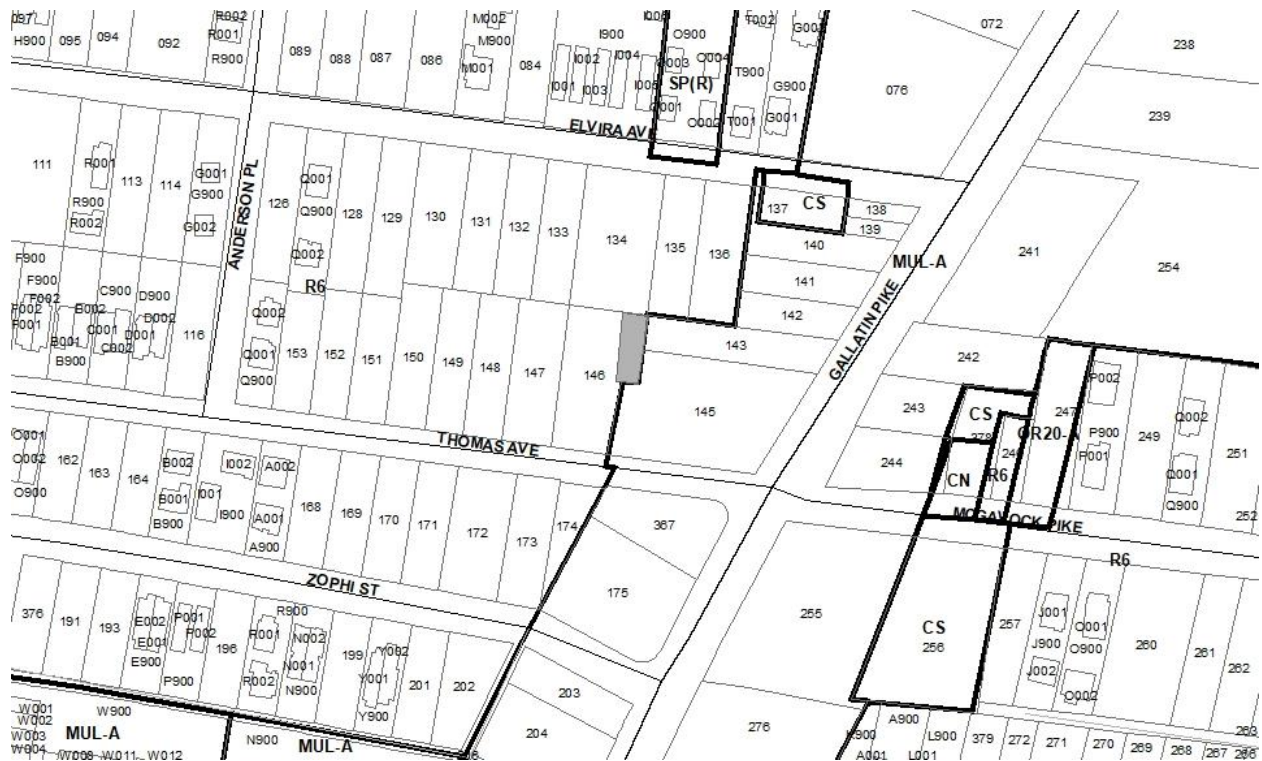 097
H900
095
094
092
R002
R001
R900
089
088
087
086
M002
M900
M001
084
I900
I002
I004
I001
I003
I005
O900
O004
SP(R)
O002
T002
T900
T001
G900
G001
072
076
238
239
ELVIRA AVE
111
R001
R900
R002
113
114
G001
G900
G002
ANDERSON PL
126
Q001
Q900
Q002
128
129
130
131
132
133
134
135
136
137
CS
138
139
140
141
142
143
MUL-A
GALLATIN PIKE
241
254
R6
F900
F900
F002
F001
B002
B001
B900
C900
C001
C002
D900
D002
D001
116
Q002
Q001
Q900
153
152
151
150
149
148
147
146
145
242
243
244
CS
278
CN
R6
247
OR20-A
P002
P900
P001
249
Q002
Q001
Q900
251
252
THOMAS AVE
MCGAVOCK PIKE
O001
O002
O900
162
163
164
B002
B001
B900
I002
I001
I900
A002
A001
A900
168
169
170
171
172
173
174
367
175
ZOPHI ST
255
CS
256
257
R6
J001
J900
J002
O001
O900
O002
260
261
262
263
376
191
193
E002
E001
E900
P001
P002
P900
196
R900
R001
R002
N002
N001
N900
199
Y002
Y001
Y900
201
202
203
204
276
W001
W002
W003
W004
W900
MUL-A
W011
W012
N900
MUL-A
A900
A001
L900
L001
379
272
271
270
269
268
267
266